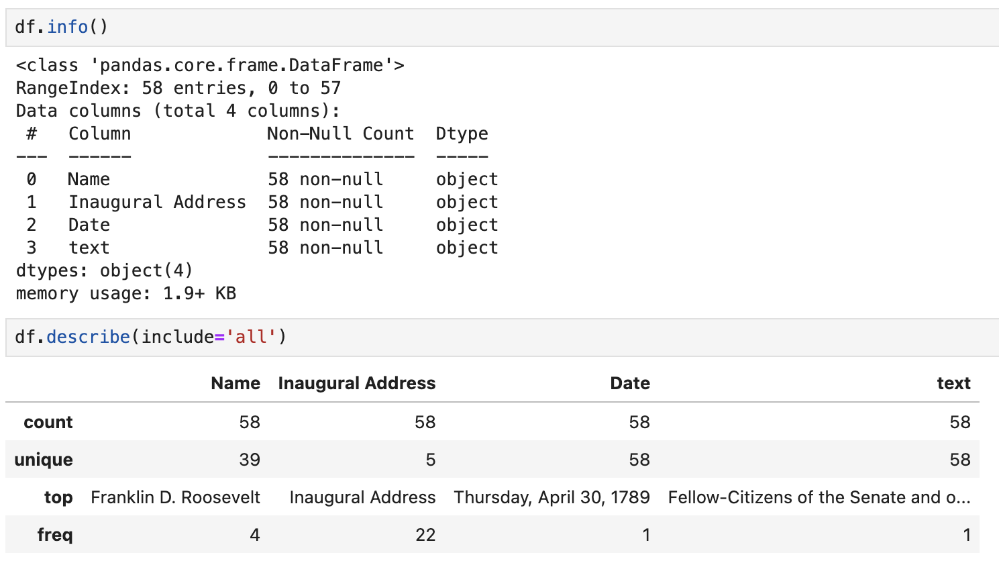 df.info()
<class 'pandas.core.frame.DataFrame'>
RangeIndex: 58 entries, 0 to 57
Data columns (total 4 columns):
 #   Column             Non-Null Count  Dtype
---  ------             --------------  -----
 0   Name               58 non-null     object
 1   Inaugural Address  58 non-null     object
 2   Date               58 non-null     object
 3   text               58 non-null     object
dtypes: object(4)
memory usage: 1.9+ KB
df.describe(include='all')
Name Inaugural Address Date text
count 58 58 58 58
unique 39 5 58 58
top Franklin D. Roosevelt Inaugural Address Thursday, April 30, 1789 Fellow-Citizens of the Senate and o...
freq 4 22 1 1